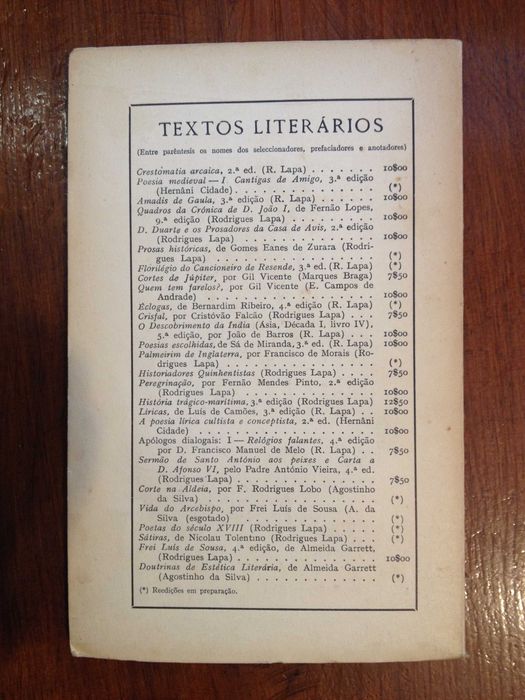 TEXTOS LITERÁRIOS
(Entre parêntesis os nomes dos seleccionadores, prefaciadores e anotadores)
Crestòmatia arcaica, 2.ª ed. (R. Lapa) . . . . . . . 10$00
Poesia medieval — I Cantigas de Amigo, 3.ª edição
(Hernâni Cidade) . . . . . . . . . . . . . . . (*)
Amadis de Gaula, 3.ª edição (R. Lapa) . . . . . . 10$00
Quadros da Crónica de D. João I, de Fernão Lopes,
9.ª edição (Rodrigues Lapa) . . . . . . . . . . 10$00
D. Duarte e os Prosadores da Casa de Avis, 2.ª edição
(Rodrigues Lapa) . . . . . . . . . . . . . . . 10$00
Prosas históricas, de Gomes Eanes de Zurara (Rodri-
gues Lapa) . . . . . . . . . . . . . . . . . . (*)
Florilégio do Cancioneiro de Resende, 3.ª ed. (R. Lapa) (*)
Cortes de Júpiter, por Gil Vicente (Marques Braga) 7$50
Quem tem farelos?, por Gil Vicente (E. Campos de
Andrade) . . . . . . . . . . . . . . . . . . . 10$00
Éclogas, de Bernardim Ribeiro, 4.ª edição (R. Lapa) (*)
Crisfal, por Cristóvão Falcão (Rodrigues Lapa) . . . 7$50
O Descobrimento da Índia (Ásia, Década I, livro IV),
5.ª edição, por João de Barros (R. Lapa) . . . 10$00
Poesias escolhidas, de Sá de Miranda, 3.ª ed. (R. Lapa) 10$00
Palmeirim de Inglaterra, por Francisco de Morais (Ro-
drigues Lapa) . . . . . . . . . . . . . . . . (*)
Historiadores Quinhentistas (Rodrigues Lapa) . . . . 7$50
Peregrinação, por Fernão Mendes Pinto, 2.ª edição
(Rodrigues Lapa) . . . . . . . . . . . . . . . 10$00
História trágico-marítima, 3.ª edição (Rodrigues Lapa) 12$50
Líricas, de Luís de Camões, 3.ª edição (R. Lapa) . . 10$00
A poesia lírica cultista e conceptista, 2.ª ed. (Hernâni
Cidade) . . . . . . . . . . . . . . . . . . . 10$00
Apólogos dialogais: I — Relógios falantes, 4.ª edição
por D. Francisco Manuel de Melo (R. Lapa) . . 7$50
Sermão de Santo António aos peixes e Carta a
D. Afonso VI, pelo Padre António Vieira, 4.ª ed.
(Rodrigues Lapa) . . . . . . . . . . . . . . . 7$50
Corte na Aldeia, por F. Rodrigues Lobo (Agostinho
da Silva) . . . . . . . . . . . . . . . . . . . (*)
Vida do Arcebispo, por Frei Luís de Sousa (A. da
Silva (esgotado) . . . . . . . . . . . . . . . (*)
Poetas do século XVIII (Rodrigues Lapa) . . . . . (*)
Sátiras, de Nicolau Tolentino (Rodrigues Lapa) . . . (*)
Frei Luís de Sousa, 4.ª edição, de Almeida Garrett,
(Rodrigues Lapa) . . . . . . . . . . . . . . . 10$00
Doutrinas de Estética Literária, de Almeida Garrett
(Agostinho da Silva) . . . . . . . . . . . . . (*)
(*) Reedições em preparação.